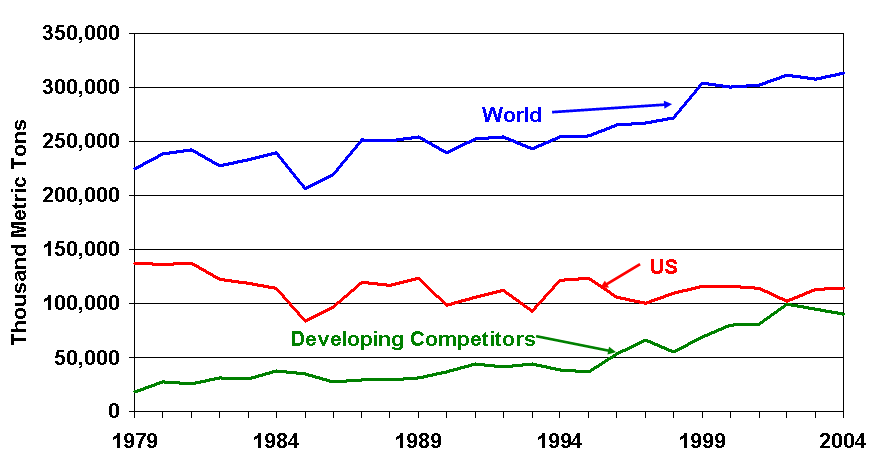 350,000
300,000
250,000
200,000
150,000
100,000
50,000
0
Thousand Metric Tons
World
US
Developing Competitors
1979 1984 1989 1994 1999 2004